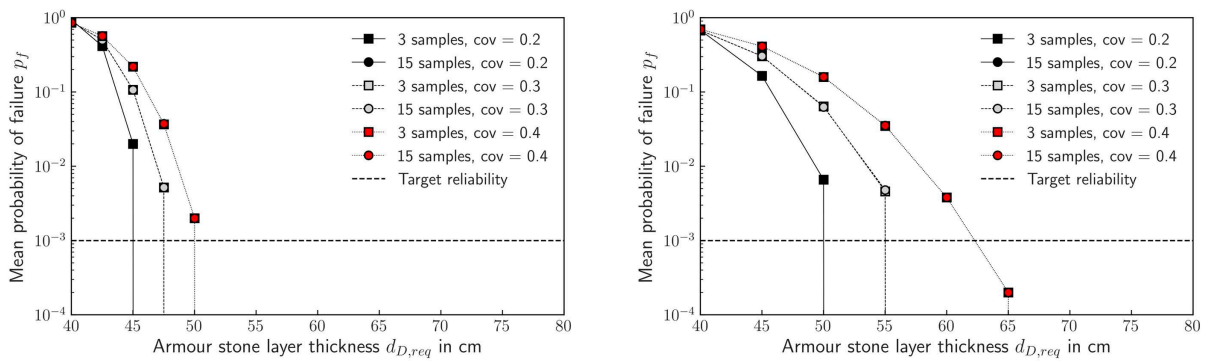 Mean probability of failure p_f
10^0
10^{-1}
10^{-2}
10^{-3}
10^{-4}
3 samples, cov = 0.2
15 samples, cov = 0.2
3 samples, cov = 0.3
15 samples, cov = 0.3
3 samples, cov = 0.4
15 samples, cov = 0.4
Target reliability
40 45 50 55 60 65 70 75 80
Armour stone layer thickness d_{D,req} in cm
Mean probability of failure p_f
10^0
10^{-1}
10^{-2}
10^{-3}
10^{-4}
3 samples, cov = 0.2
15 samples, cov = 0.2
3 samples, cov = 0.3
15 samples, cov = 0.3
3 samples, cov = 0.4
15 samples, cov = 0.4
Target reliability
40 45 50 55 60 65 70 75 80
Armour stone layer thickness d_{D,req} in cm